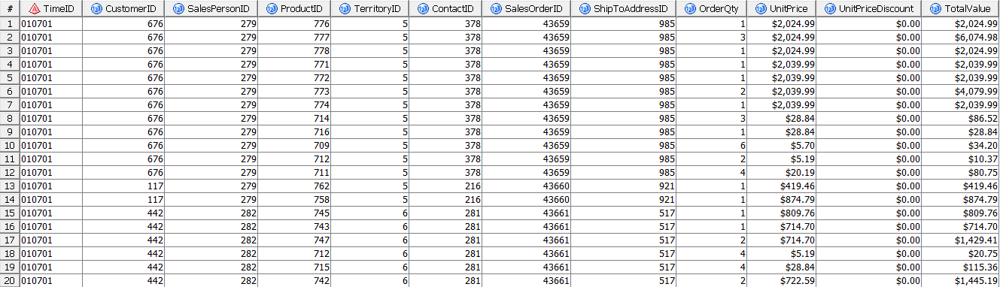 # TimeID CustomerID SalesPersonID ProductID TerritoryID ContactID SalesOrderID ShipToAddressID OrderQty UnitPrice UnitPriceDiscount TotalValue
1 010701 676 279 776 5 378 43659 985 1 $2,024.99 $0.00 $2,024.99
2 010701 676 279 777 5 378 43659 985 3 $2,024.99 $0.00 $6,074.98
3 010701 676 279 778 5 378 43659 985 1 $2,024.99 $0.00 $2,024.99
4 010701 676 279 771 5 378 43659 985 1 $2,039.99 $0.00 $2,039.99
5 010701 676 279 772 5 378 43659 985 1 $2,039.99 $0.00 $2,039.99
6 010701 676 279 773 5 378 43659 985 2 $2,039.99 $0.00 $4,079.99
7 010701 676 279 774 5 378 43659 985 1 $2,039.99 $0.00 $2,039.99
8 010701 676 279 714 5 378 43659 985 3 $28.84 $0.00 $86.52
9 010701 676 279 716 5 378 43659 985 1 $28.84 $0.00 $28.84
10 010701 676 279 709 5 378 43659 985 6 $5.70 $0.00 $34.20
11 010701 676 279 712 5 378 43659 985 2 $5.19 $0.00 $10.37
12 010701 676 279 711 5 378 43659 985 4 $20.19 $0.00 $80.75
13 010701 117 279 762 5 216 43660 921 1 $419.46 $0.00 $419.46
14 010701 117 279 758 5 216 43660 921 1 $874.79 $0.00 $874.79
15 010701 442 282 745 6 281 43661 517 1 $809.76 $0.00 $809.76
16 010701 442 282 743 6 281 43661 517 1 $714.70 $0.00 $714.70
17 010701 442 282 747 6 281 43661 517 2 $714.70 $0.00 $1,429.41
18 010701 442 282 712 6 281 43661 517 4 $5.19 $0.00 $20.75
19 010701 442 282 715 6 281 43661 517 4 $28.84 $0.00 $115.36
20 010701 442 282 742 6 281 43661 517 2 $722.59 $0.00 $1,445.19